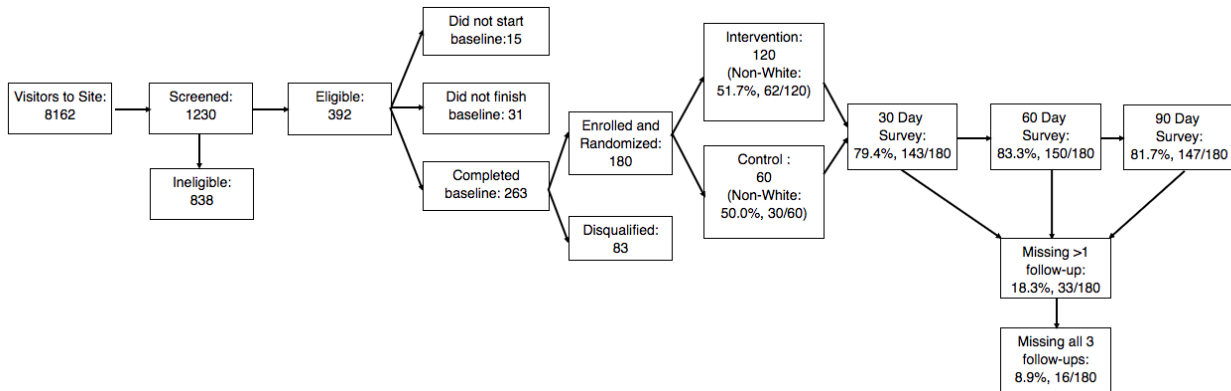 Visitors to Site:
8162
Screened:
1230
Ineligible:
838
Eligible:
392
Did not start
baseline:15
Did not finish
baseline: 31
Completed
baseline: 263
Enrolled and
Randomized:
180
Disqualified:
83
Intervention:
120
(Non-White:
51.7%, 62/120)
Control :
60
(Non-White:
50.0%, 30/60)
30 Day
Survey:
79.4%, 143/180
60 Day
Survey:
83.3%, 150/180
90 Day
Survey:
81.7%, 147/180
Missing >1
follow-up:
18.3%, 33/180
Missing all 3
follow-ups:
8.9%, 16/180